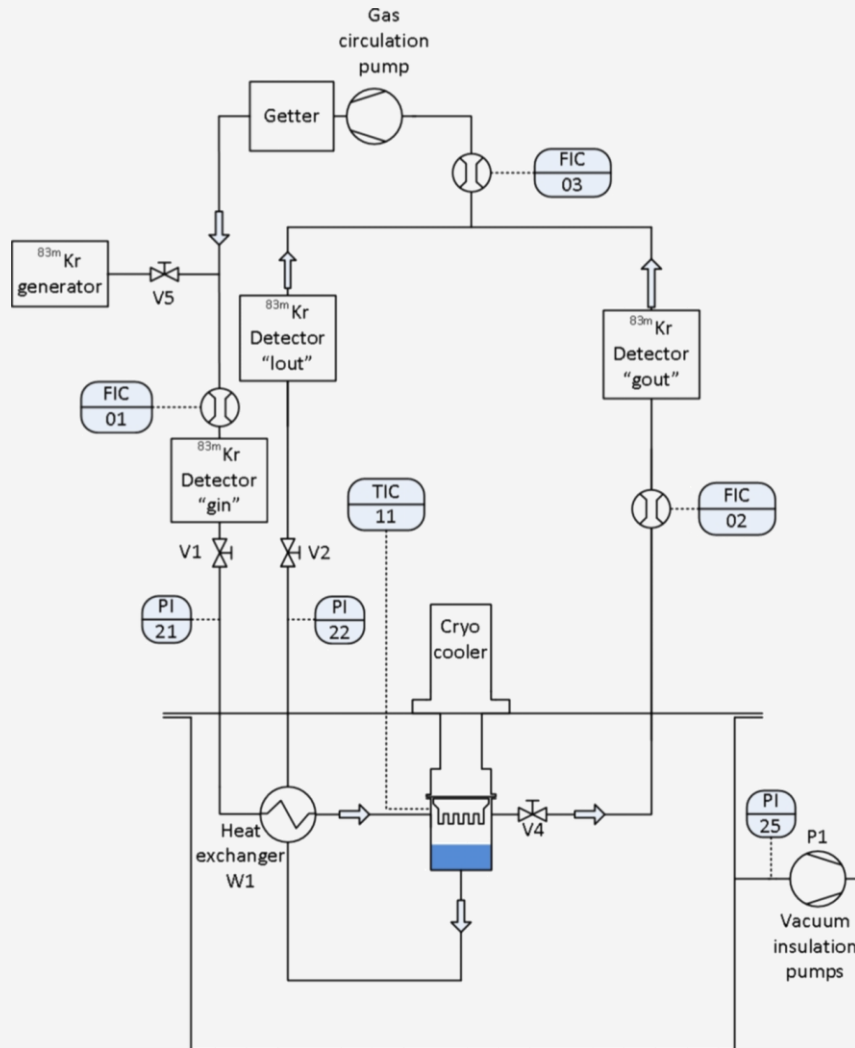 Gas
circulation
pump
Getter
FIC
03
83mKr
generator
V5
83mKr
Detector
“lout”
83mKr
Detector
“gout”
FIC
01
83mKr
Detector
“gin”
TIC
11
FIC
02
V1
V2
PI
21
PI
22
Cryo
cooler
Heat
exchanger
W1
V4
PI
25
P1
Vacuum
insulation
pumps